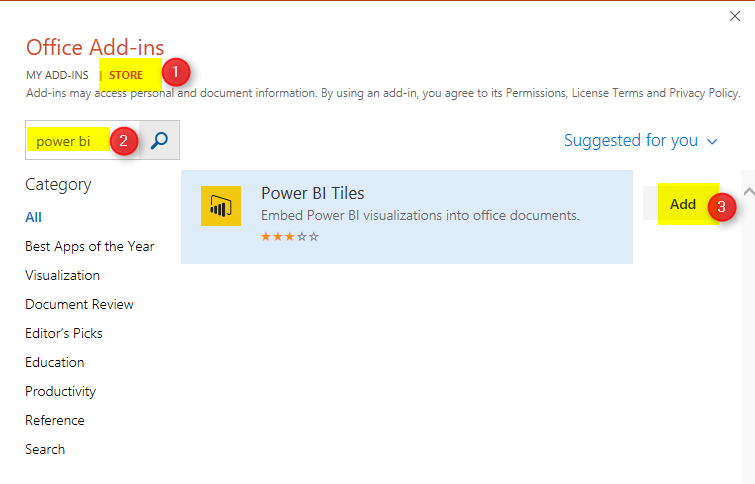 Office Add-ins
MY ADD-INS | STORE 1
Add-ins may access personal and document information. By using an add-in, you agree to its Permissions, License Terms and Privacy Policy.
power bi 2
Suggested for you
Category
All
Best Apps of the Year
Visualization
Document Review
Editor's Picks
Education
Productivity
Reference
Search
Power BI Tiles
Embed Power BI visualizations into office documents.
Add 3